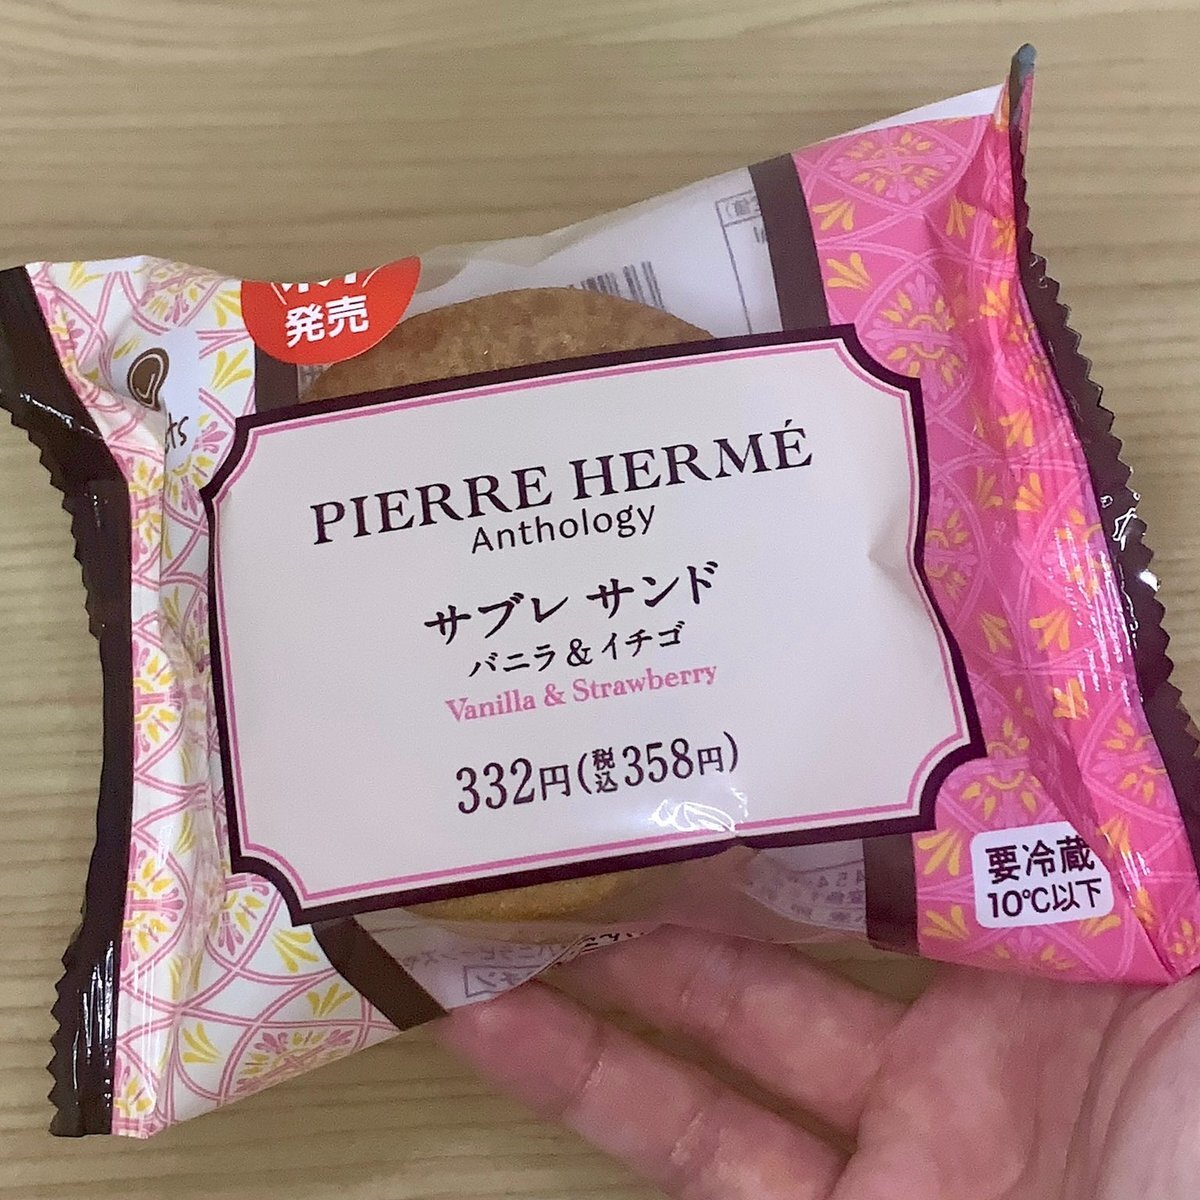 発売
PIERRE HERMÉ
Anthology
サブレ サンド
バニラ & イチゴ
Vanilla & Strawberry
332円(税込358円)
要冷蔵
10℃以下